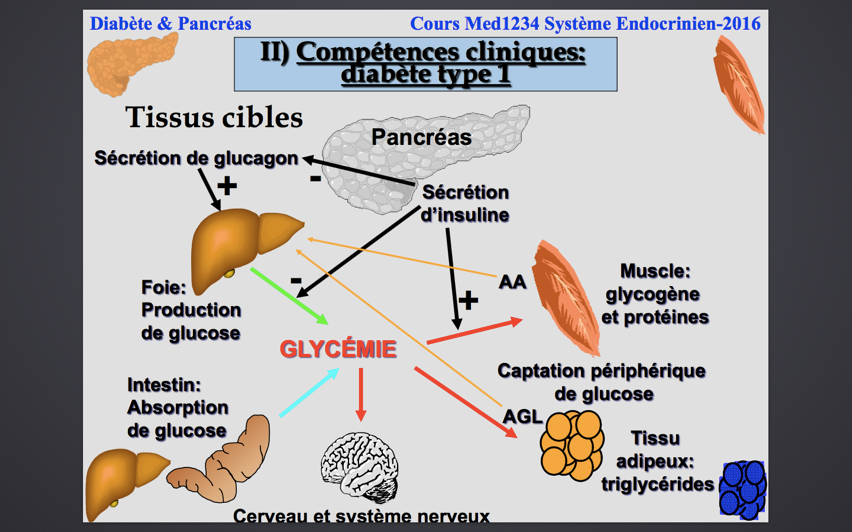 Diabète & Pancréas
Cours Med1234 Système Endocrinien-2016
II) Compétences cliniques:
diabète type 1
Tissus cibles
Pancréas
Sécrétion de glucagon
-
+
Sécrétion
d'insuline
AA
Muscle:
glycogène
et protéines
-
+
Foie:
Production
de glucose
GLYCÉMIE
Captation périphérique
de glucose
Intestin:
Absorption
de glucose
AGL
Tissu
adipeux:
triglycérides
Cerveau et système nerveux